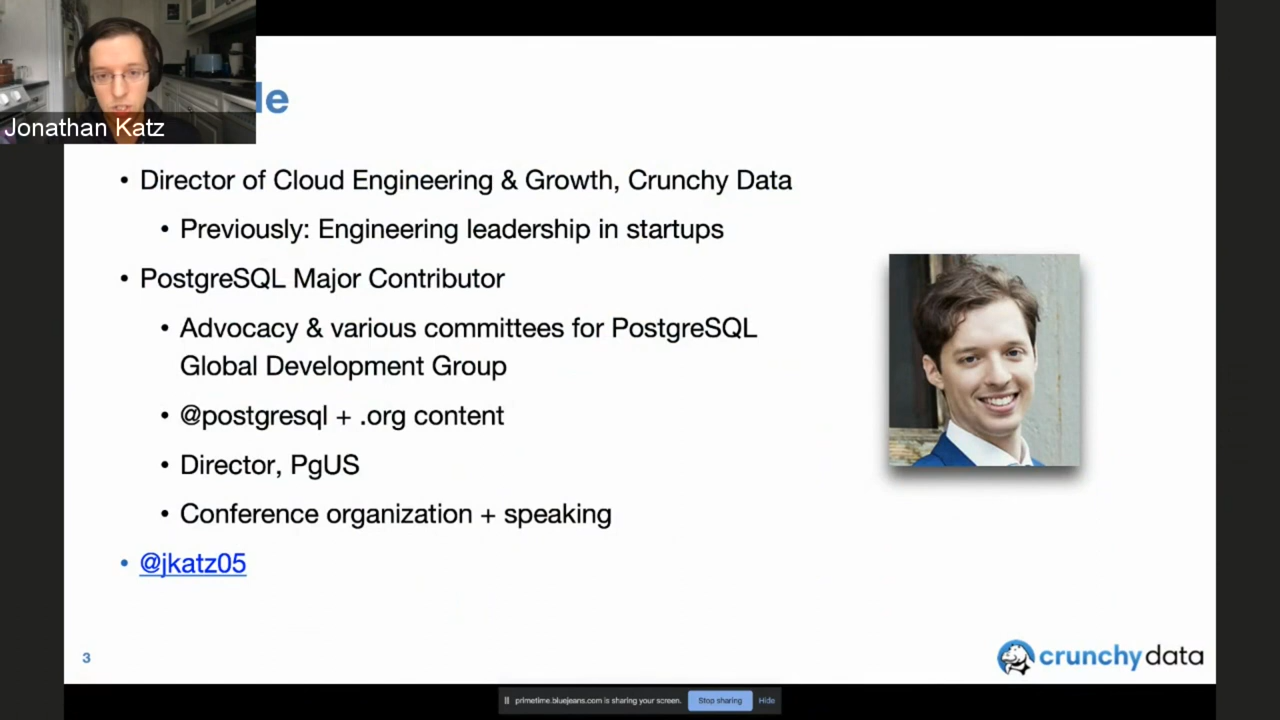 Jonathan Katz
Director of Cloud Engineering & Growth, Crunchy Data
Previously: Engineering leadership in startups
PostgreSQL Major Contributor
Advocacy & various committees for PostgreSQL
Global Development Group
@postgresql + .org content
Director, PgUS
Conference organization + speaking
@jkatz05
3
crunchy data
primetime.bluejeans.com is sharing your screen.
Stop sharing
Hide